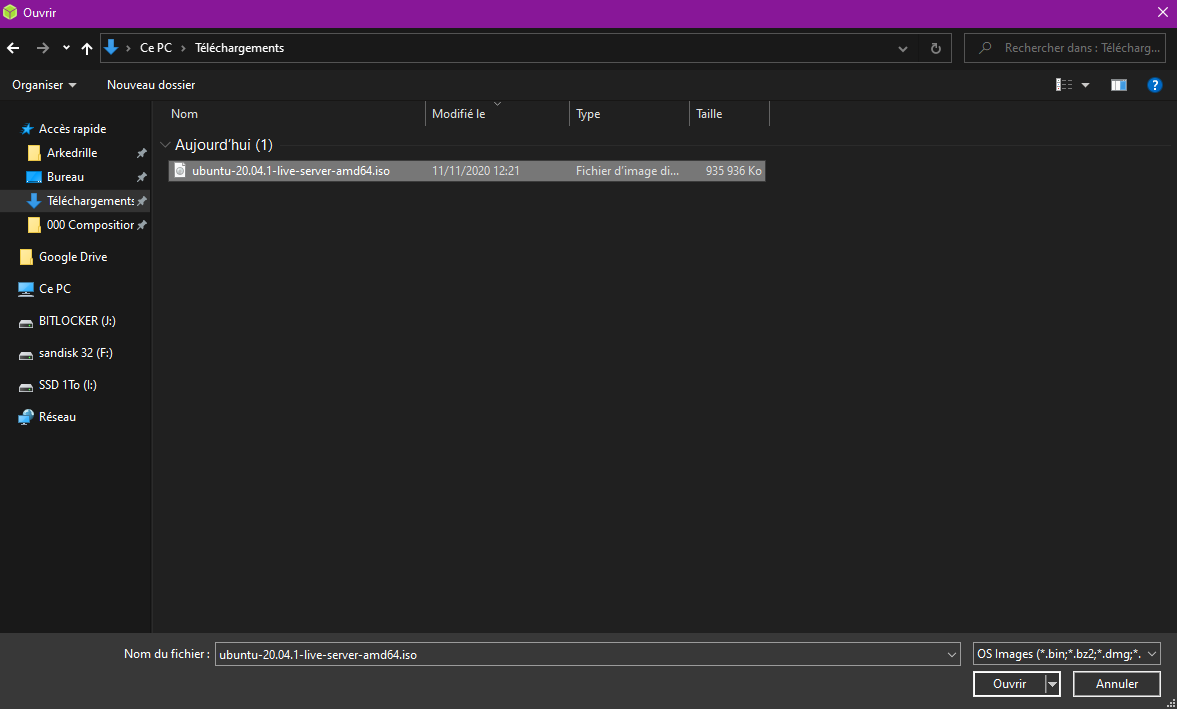 Ouvrir
Ce PC > Téléchargements
Rechercher dans : Télécharg...
Organiser
Nouveau dossier
?
Nom
Modifié le
Type
Taille
Accès rapide
Arkedrille
Bureau
Téléchargements
000 Composition
Google Drive
Ce PC
BITLOCKER (J:)
sandisk 32 (F:)
SSD 1To (I:)
Réseau
Aujourd'hui (1)
ubuntu-20.04.1-live-server-amd64.iso 11/11/2020 12:21 Fichier d'image di... 935 936 Ko
Nom du fichier : ubuntu-20.04.1-live-server-amd64.iso
OS Images (*.bin;*.bz2;*.dmg;*.
Ouvrir
Annuler